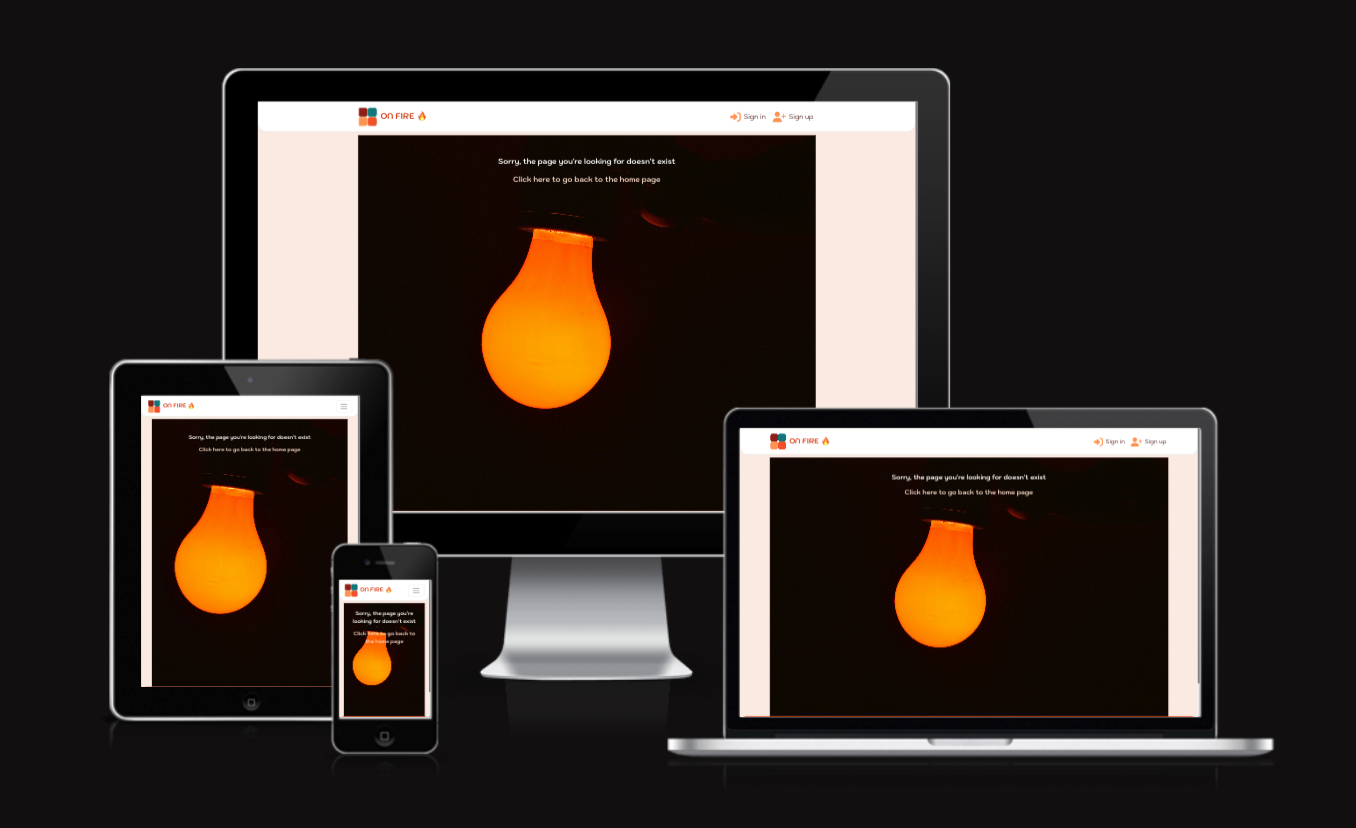 ON FIRE 🔥 Sign in Sign up
Sorry, the page you're looking for doesn't exist
Click here to go back to the home page
ON FIRE 🔥
Sorry, the page you're looking for doesn't exist
Click here to go back to the home page
ON FIRE 🔥
Sorry, the page you're
looking for doesn't exist
Click here to go back to
the home page
ON FIRE 🔥 Sign in Sign up
Sorry, the page you're looking for doesn't exist
Click here to go back to the home page